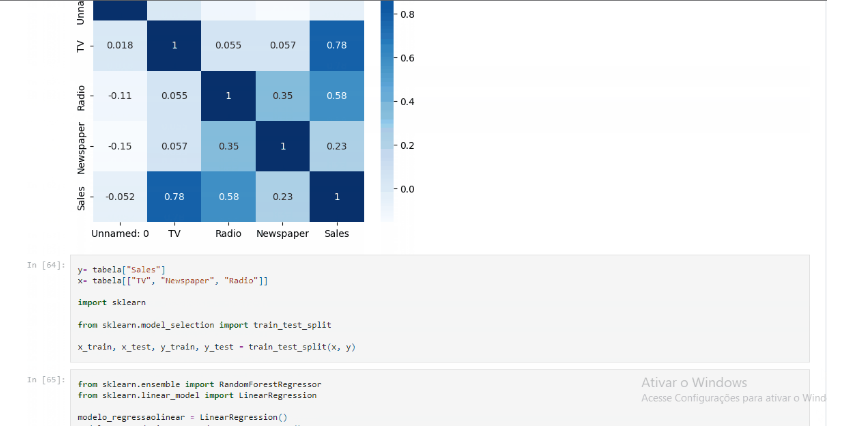 Unna
0.8
TV
0.018 1 0.055 0.057 0.78
0.6
Radio
-0.11 0.055 1 0.35 0.58
0.4
Newspaper
-0.15 0.057 0.35 1 0.23
0.2
Sales
-0.052 0.78 0.58 0.23 1
0.0
Unnamed: 0 TV Radio Newspaper Sales
In [64]:
y= tabela["Sales"]
x= tabela[["TV", "Newspaper", "Radio"]]
import sklearn
from sklearn.model_selection import train_test_split
x_train, x_test, y_train, y_test = train_test_split(x, y)
In [65]:
from sklearn.ensemble import RandomForestRegressor
from sklearn.linear_model import LinearRegression
modelo_regressaolinear = LinearRegression()
Ativar o Windows
Acesse Configurações para ativar o Wind